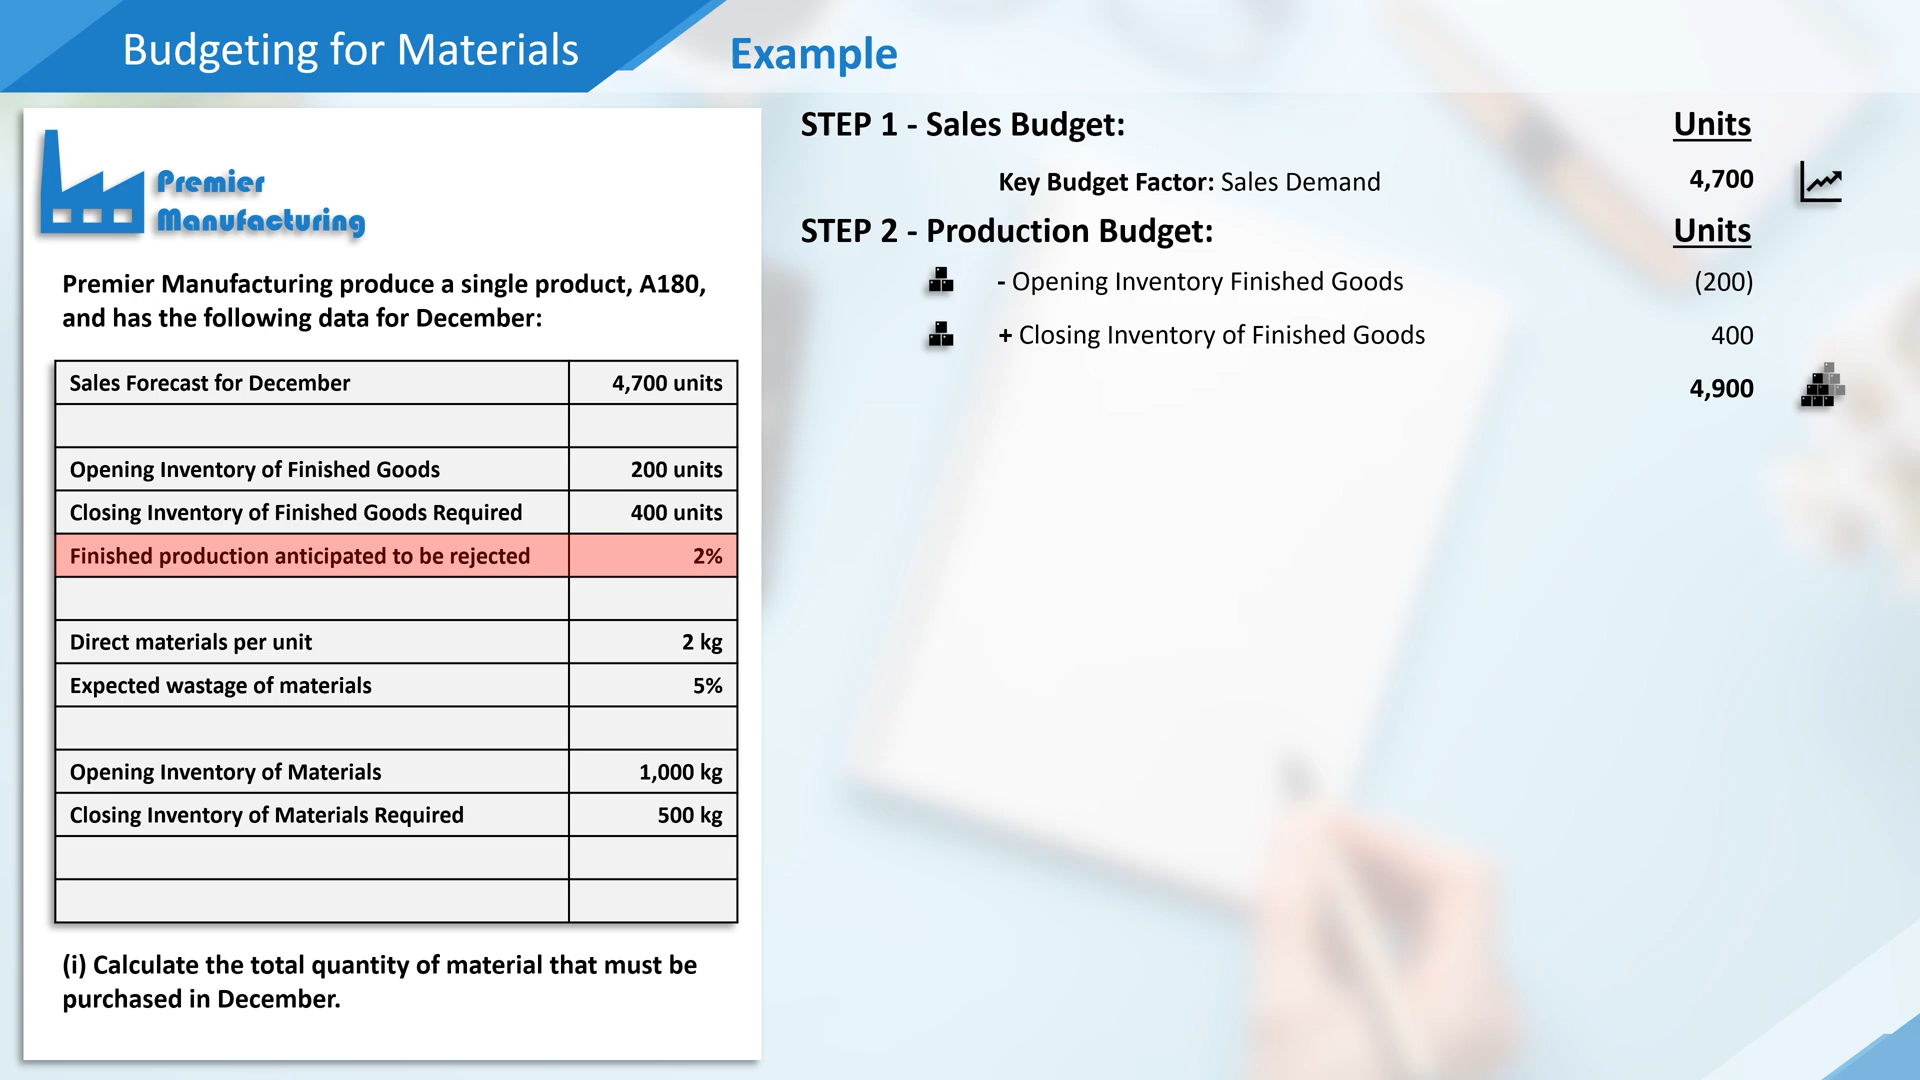 Budgeting for Materials
Example
Premier
Manufacturing
Premier Manufacturing produce a single product, A180,
and has the following data for December:
Sales Forecast for December 4,700 units
Opening Inventory of Finished Goods 200 units
Closing Inventory of Finished Goods Required 400 units
Finished production anticipated to be rejected 2%
Direct materials per unit 2 kg
Expected wastage of materials 5%
Opening Inventory of Materials 1,000 kg
Closing Inventory of Materials Required 500 kg
(i) Calculate the total quantity of material that must be
purchased in December.
STEP 1 - Sales Budget: Units
Key Budget Factor: Sales Demand 4,700
STEP 2 - Production Budget: Units
- Opening Inventory Finished Goods (200)
+ Closing Inventory of Finished Goods 400
4,900